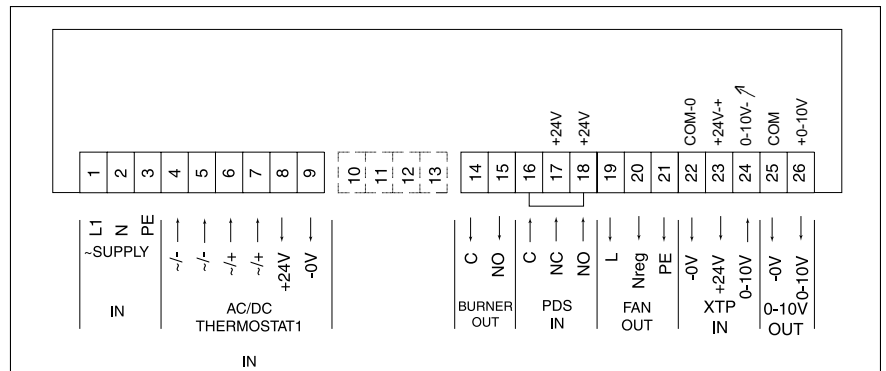 COM-0 +24V-+ 0-10V- COM +0-10V
+24V +24V
1 2 3 4 5 6 7 8 9 10 11 12 13 14 15 16 17 18 19 20 21 22 23 24 25 26
L1 N PE ~/- ~/- ~/+ ~/+ +24V -0V C NO C NC NO L Nreg PE -0V +24V 0-10V -0V 0-10V
~SUPPLY
IN
AC/DC
THERMOSTAT1
IN
BURNER
OUT
PDS
IN
FAN
OUT
XTP
IN
0-10V
OUT